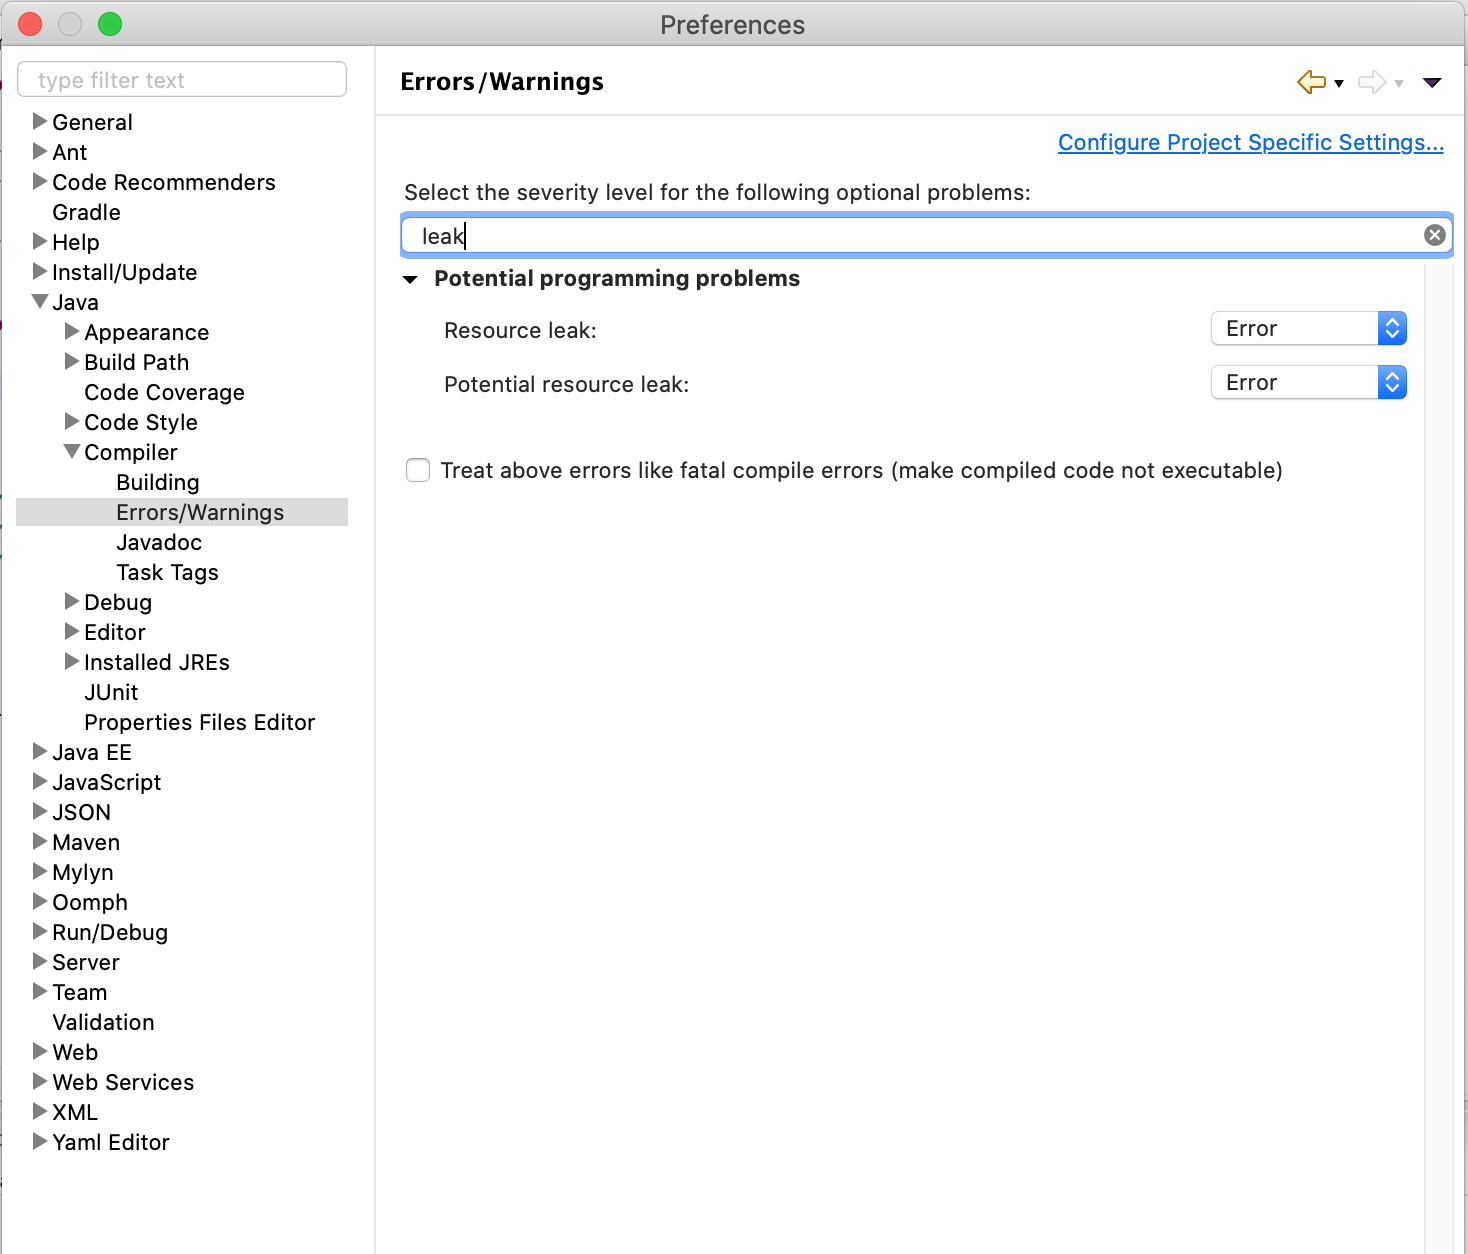 Preferences
type filter text
General
Ant
Code Recommenders
Gradle
Help
Install/Update
Java
Appearance
Build Path
Code Coverage
Code Style
Compiler
Building
Errors/Warnings
Javadoc
Task Tags
Debug
Editor
Installed JREs
JUnit
Properties Files Editor
Java EE
JavaScript
JSON
Maven
Mylyn
Oomph
Run/Debug
Server
Team
Validation
Web
Web Services
XML
Yaml Editor
Errors/Warnings
Configure Project Specific Settings...
Select the severity level for the following optional problems:
leak
Potential programming problems
Resource leak: Error
Potential resource leak: Error
Treat above errors like fatal compile errors (make compiled code not executable)